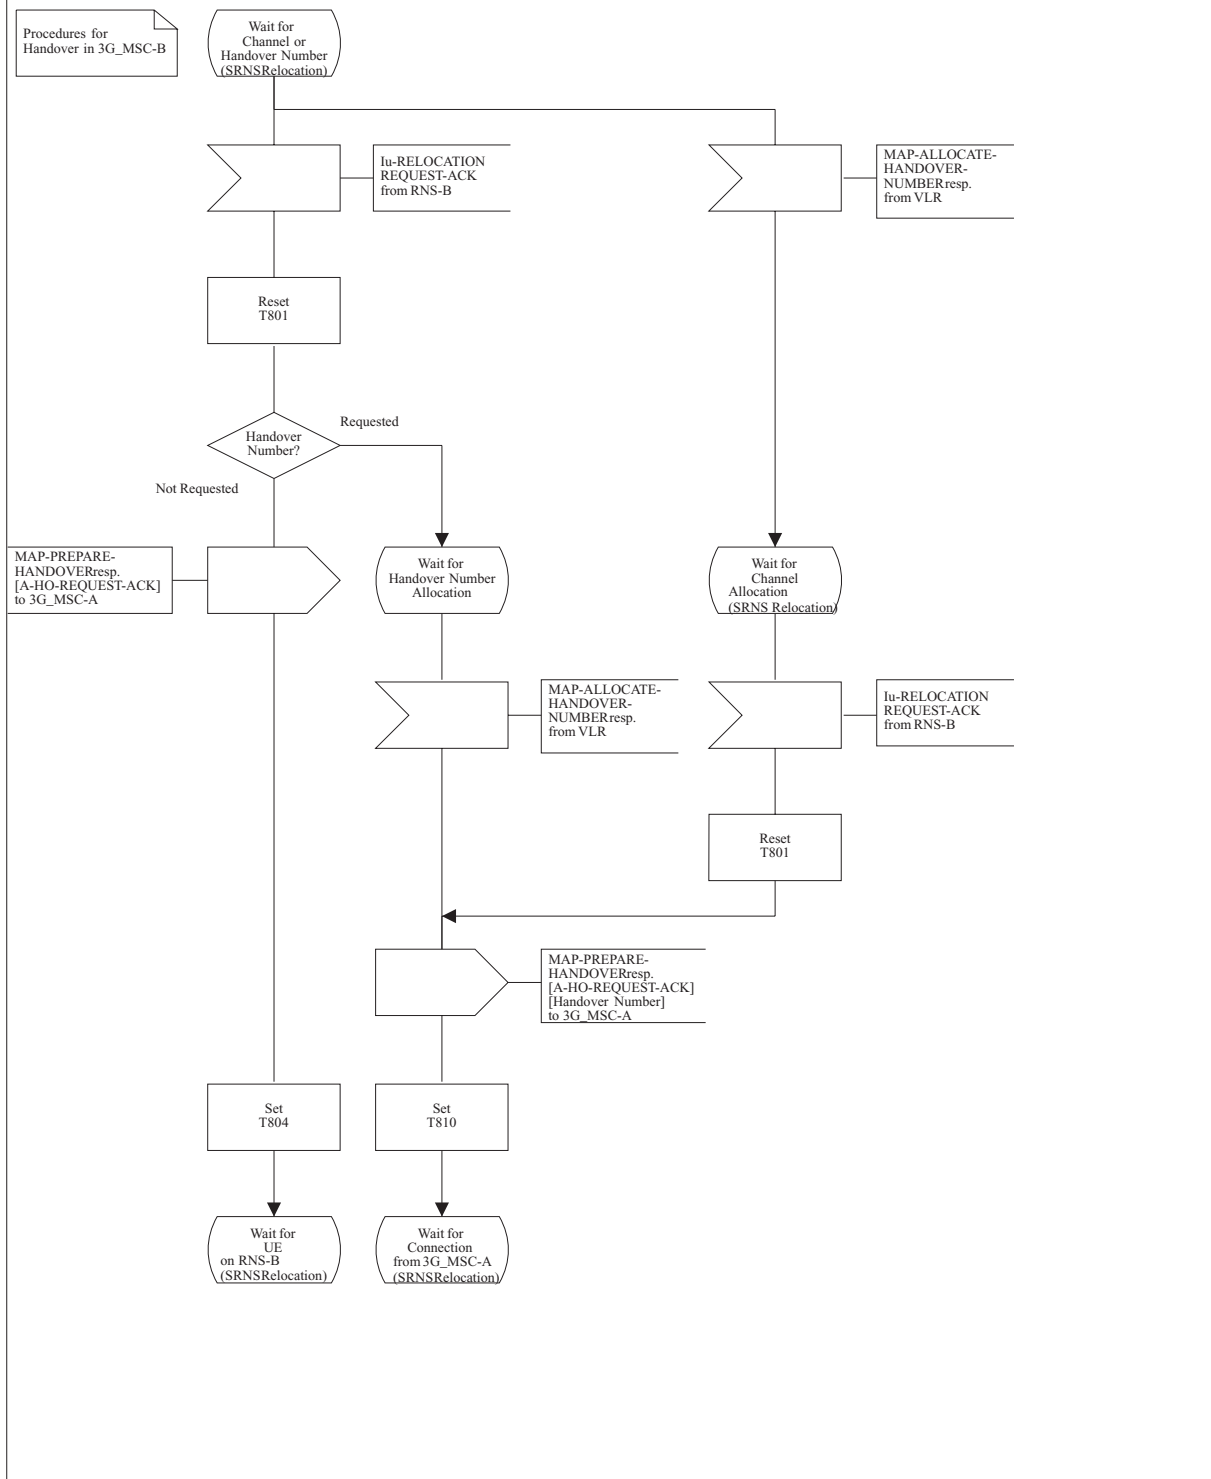 Procedures for
Handover in 3G_MSC-B
Wait for
Channel or
Handover Number
(SRNSRelocation)
Iu-RELOCATION
REQUEST-ACK
from RNS-B
MAP-ALLOCATE-
HANDOVER-
NUMBERresp.
from VLR
Reset
T801
Handover
Number?
Requested
Not Requested
MAP-PREPARE-
HANDOVERresp.
[A-HO-REQUEST-ACK]
to 3G_MSC-A
Wait for
Handover Number
Allocation
Wait for
Channel
Allocation
(SRNS Relocation)
MAP-ALLOCATE-
HANDOVER-
NUMBERresp.
from VLR
Iu-RELOCATION
REQUEST-ACK
from RNS-B
Reset
T801
MAP-PREPARE-
HANDOVERresp.
[A-HO-REQUEST-ACK]
[Handover Number]
to 3G_MSC-A
Set
T804
Set
T810
Wait for
UE
on RNS-B
(SRNSRelocation)
Wait for
Connection
from 3G_MSC-A
(SRNSRelocation)